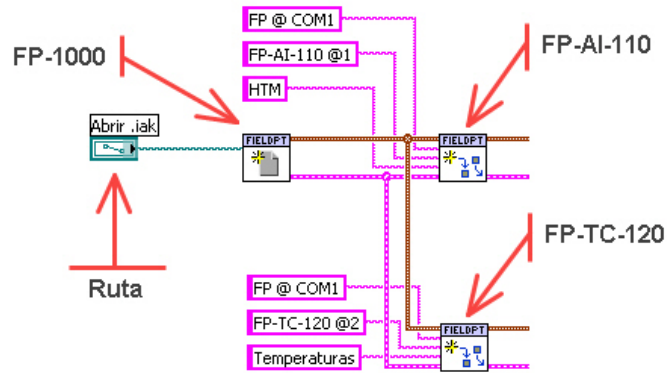 FP @ COM1
FP-1000
FP-AI-110
FP-AI-110 @1
HTM
Abrir .iak
FIELDPT
FIELDPT
Ruta
FP-TC-120
FP @ COM1
FP-TC-120 @2
FIELDPT
Temperaturas